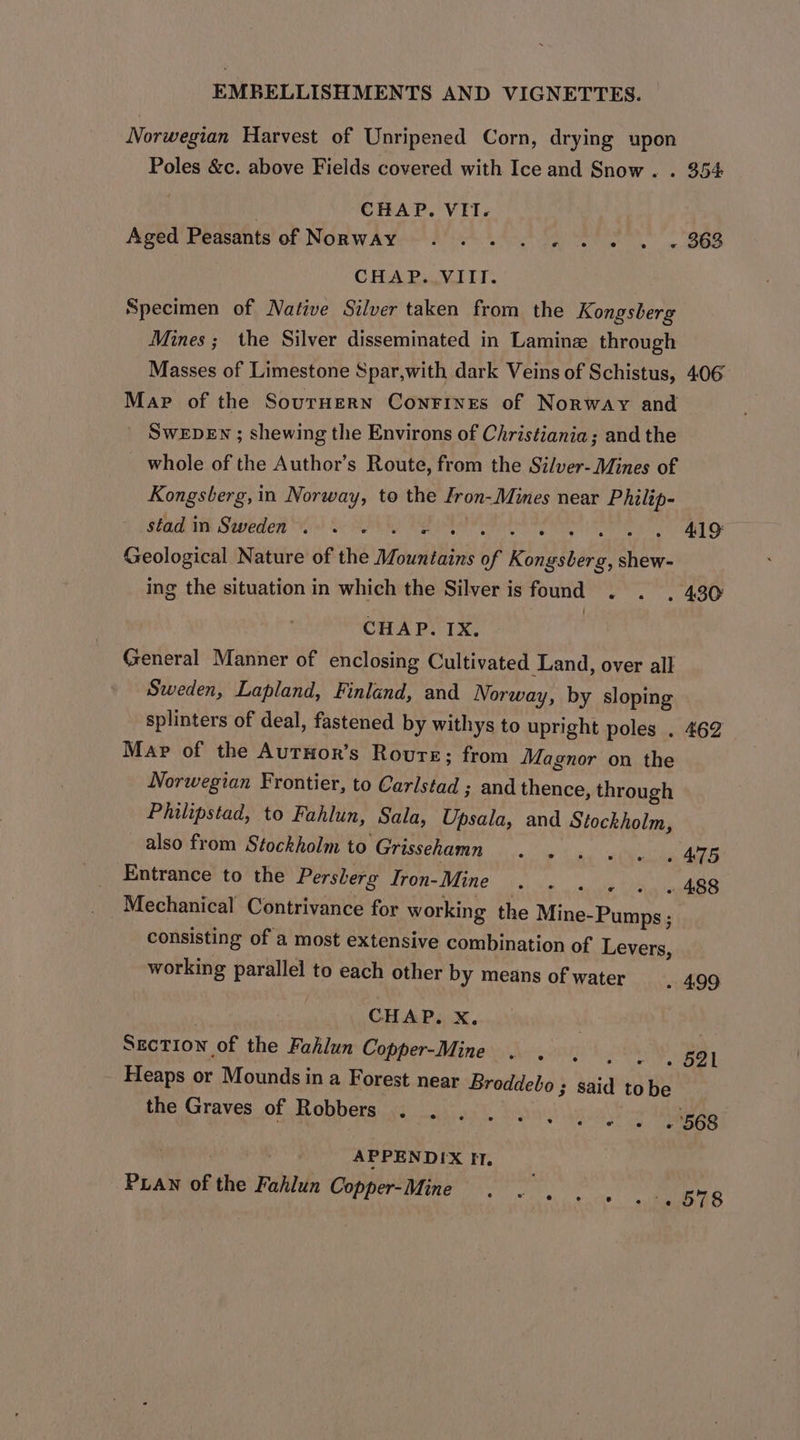 EMBELLISHMENTS AND VIGNETTES.
Norwegian Harvest of Unripened Corn, drying upon
Poles &c. above Fields covered with Ice and Snow . . 354
CHAP. VII.
Aged Peasants of NORWAY . . . . . . . . . . 363
CHAP. VIII.
Specimen of Native Silver taken from the Kongsberg
Mines; the Silver disseminated in Laminæ through
Masses of Limestone Spar,with dark Veins of Schistus, 406
MAP of the SOUTHERN CONFINES of NORWAY and
SWEDEN; shewing the Environs of Christiania; and the
whole of the Author's Route, from the Silver-Mines of
Kongsberg, in Norway, to the Iron-Mines near Philip-
stad in Sweden . . . . . . . . . . . . . 419
Geological Nature of the Mountains of Kongsberg, shew-
ing the situation in which the Silver is found . . . 430
CHAP. IX.
General Manner of enclosing Cultivated Land, over all
Sweden, Lapland, Finland, and Norway, by sloping
splinters of deal, fastened by withys to upright poles . 462
MAP of the AUTHOR'S ROUTE; from Magnor on the
Norwegian Frontier, to Carlstad; and thence, through
Philipstad, to Fahlun, Sala, Upsala, and Stockholm,
also from Stockholm to Grissehamn . . . . . . 475
Entrance to the Persberg Iron-Mine . . . . . . 488
Mechanical Contrivance for working the Mine-Pumps;
consisting of a most extensive combination of Levers,
working parallel to each other by means of water . 499
CHAP. X.
SECTION of the Fahlun Copper-Mine . . . . . . 521
Heaps or Mounds in a Forest near Broddebo; said to be
the Graves of Robbers . . . . . . . . . . 568
APPENDIX II.
PLAN of the Fahlun Copper-Mine . . . . . . . 578